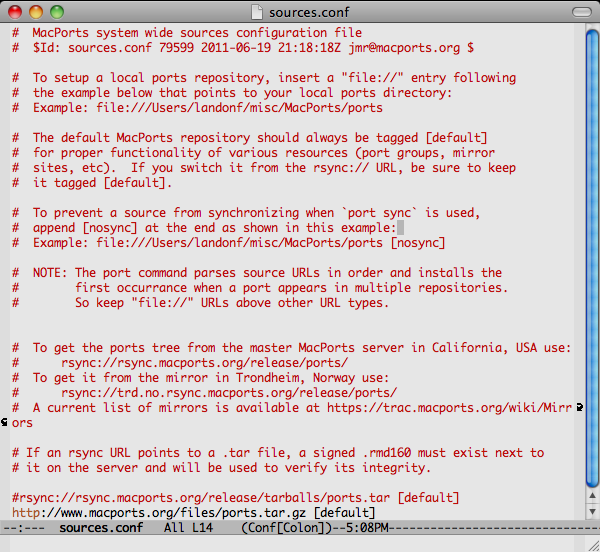 sources.conf
#  MacPorts system wide sources configuration file
#  $Id: sources.conf 79599 2011-06-19 21:18:18Z jmr@macports.org $
#  To setup a local ports repository, insert a "file://" entry following
#  the example below that points to your local ports directory:
#  Example: file:///Users/landonf/misc/MacPorts/ports
#  The default MacPorts repository should always be tagged [default]
#  for proper functionality of various resources (port groups, mirror
#  sites, etc).  If you switch it from the rsync:// URL, be sure to keep
#  it tagged [default].
#  To prevent a source from synchronizing when `port sync` is used,
#  append [nosync] at the end as shown in this example:
#  Example: file:///Users/landonf/misc/MacPorts/ports [nosync]
#  NOTE: The port command parses source URLs in order and installs the
#        first occurrance when a port appears in multiple repositories.
#        So keep "file://" URLs above other URL types.
#  To get the ports tree from the master MacPorts server in California, USA use:
#      rsync://rsync.macports.org/release/ports/
#  To get it from the mirror in Trondheim, Norway use:
#      rsync://trd.no.rsync.macports.org/release/ports/
#  A current list of mirrors is available at https://trac.macports.org/wiki/Mirr
ors
# If an rsync URL points to a .tar file, a signed .rmd160 must exist next to
# it on the server and will be used to verify its integrity.
#rsync://rsync.macports.org/release/tarballs/ports.tar [default]
http://www.macports.org/files/ports.tar.gz [default]
--:---  sources.conf   All L14    (Conf[Colon])--5:08PM------------------------------